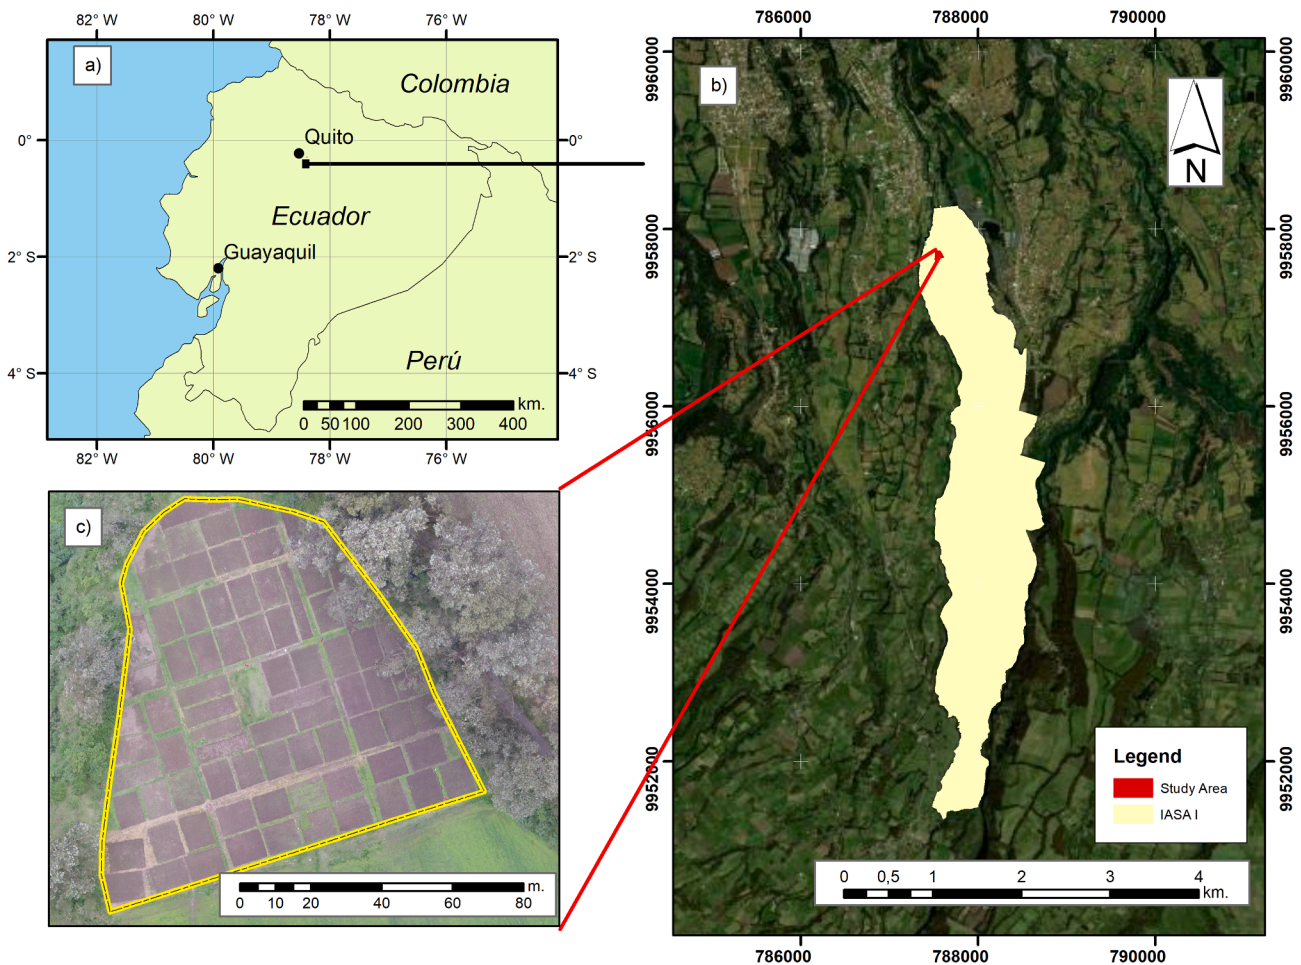 82° W 80° W 78° W 76° W
a)
Colombia
0° 0°
Quito
Ecuador
Guayaquil
2° S 2° S
Perú
4° S 4° S
km.
0 50 100 200 300 400
82° W 80° W 78° W 76° W
786000 788000 790000
b)
N
9960000 9960000
9958000 9958000
9956000 9956000
9954000 9954000
9952000 9952000
Legend
Study Area
IASA I
0 0,5 1 2 3 4
km.
786000 788000 790000
c)
m.
0 10 20 40 60 80